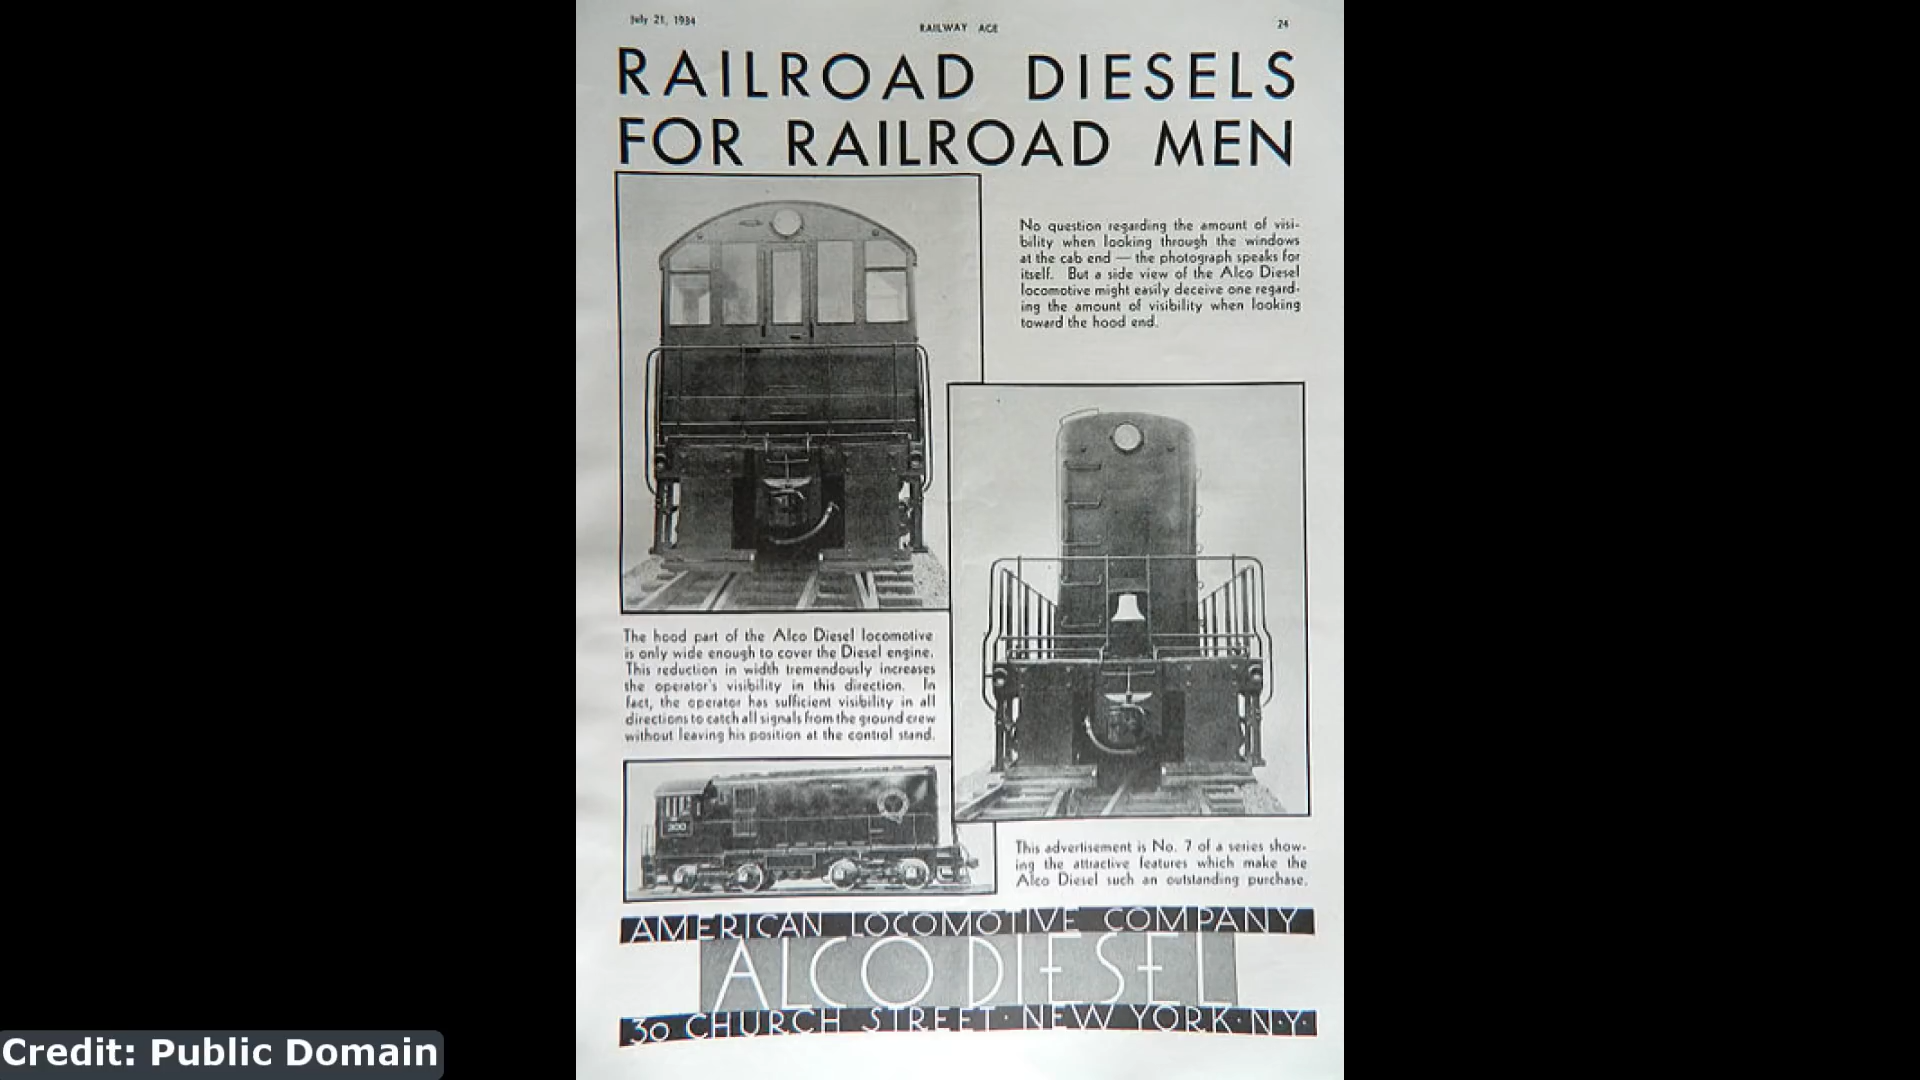 July 21, 1934
RAILWAY AGE
24
RAILROAD DIESELS
FOR RAILROAD MEN
No question regarding the amount of visi-
bility when looking through the windows
at the cab end — the photograph speaks for
itself. But a side view of the Alco Diesel
locomotive might easily deceive one regard-
ing the amount of visibility when looking
toward the hood end.
The hood part of the Alco Diesel locomotive
is only wide enough to cover the Diesel engine.
This reduction in width tremendously increases
the operator's visibility in this direction. In
fact, the operator has sufficient visibility in all
directions to catch all signals from the ground crew
without leaving his position at the control stand.
300
This advertisement is No. 7 of a series show-
ing the attractive features which make the
Alco Diesel such an outstanding purchase.
AMERICAN LOCOMOTIVE COMPANY
ALCO DIESEL
30 CHURCH STREET · NEW YORK · N.Y.
Credit: Public Domain